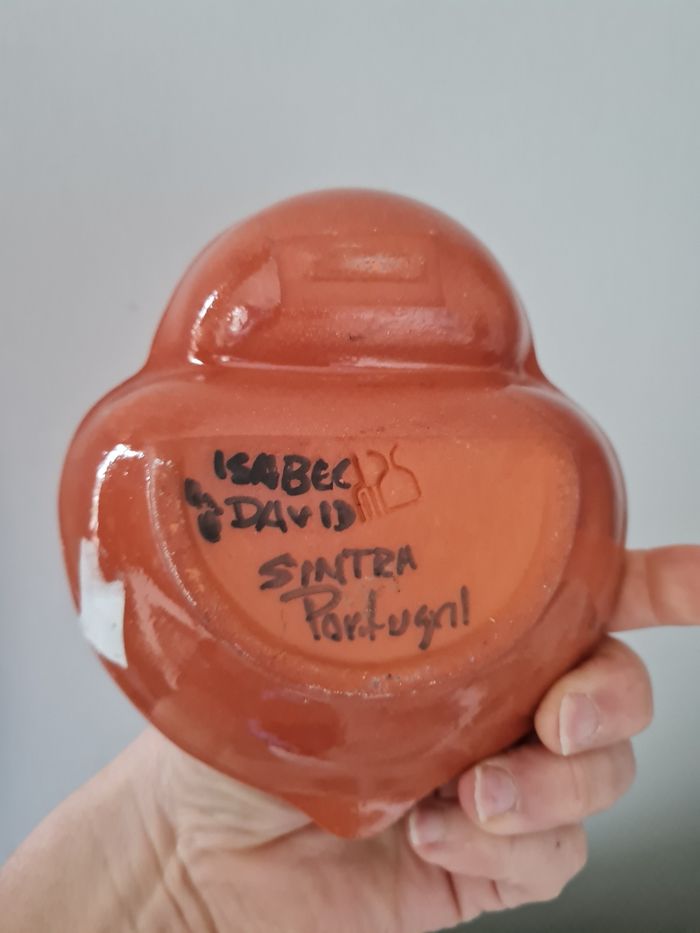 ISABEL
DAVID
SINTRA
Portugal